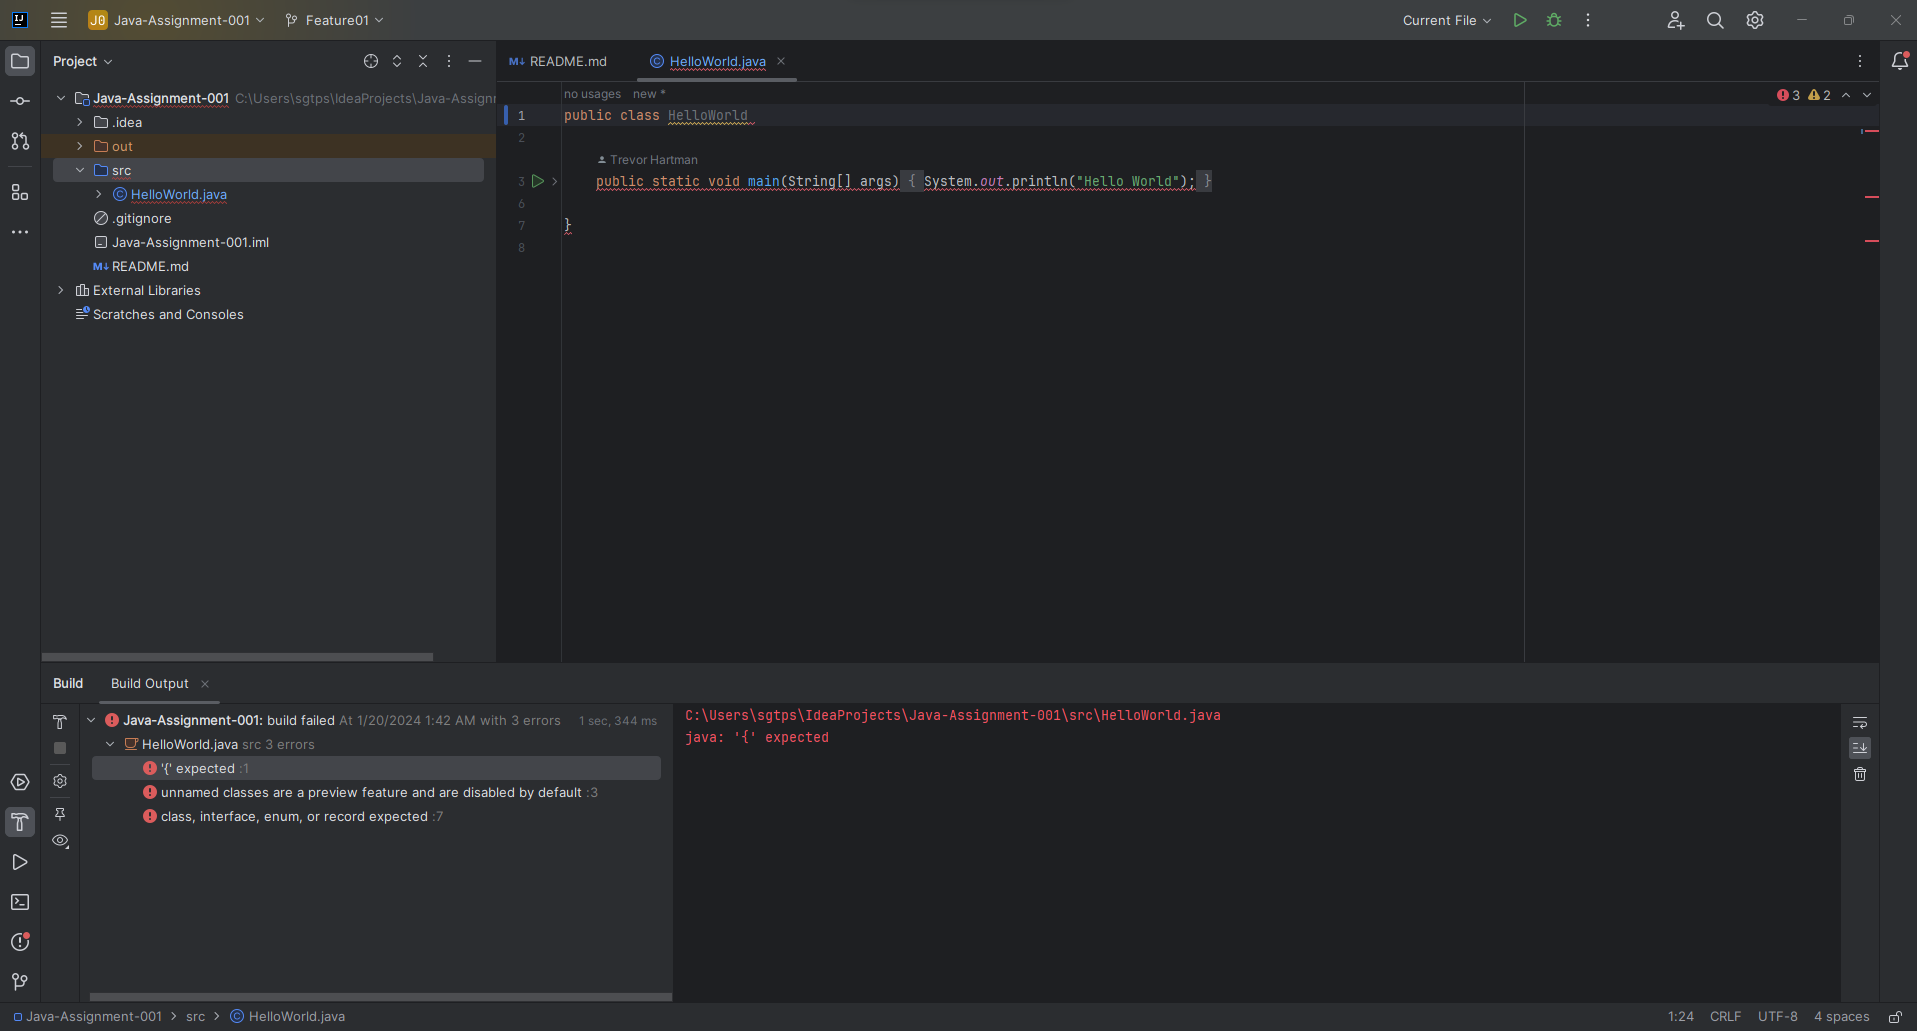 J0 Java-Assignment-001 Feature01 Current File
Project
Java-Assignment-001 C:\Users\sgtps\IdeaProjects\Java-Assignm
.idea
out
src
HelloWorld.java
.gitignore
Java-Assignment-001.iml
M↓ README.md
External Libraries
Scratches and Consoles
M↓ README.md HelloWorld.java
no usages new *
3 2
1 public class HelloWorld
2
Trevor Hartman
3 public static void main(String[] args) { System.out.println("Hello World"); }
6
7 }
8
Build Build Output
Java-Assignment-001: build failed At 1/20/2024 1:42 AM with 3 errors 1 sec, 344 ms
HelloWorld.java src 3 errors
'{' expected :1
unnamed classes are a preview feature and are disabled by default :3
class, interface, enum, or record expected :7
C:\Users\sgtps\IdeaProjects\Java-Assignment-001\src\HelloWorld.java
java: '{' expected
Java-Assignment-001 > src > HelloWorld.java
1:24 CRLF UTF-8 4 spaces